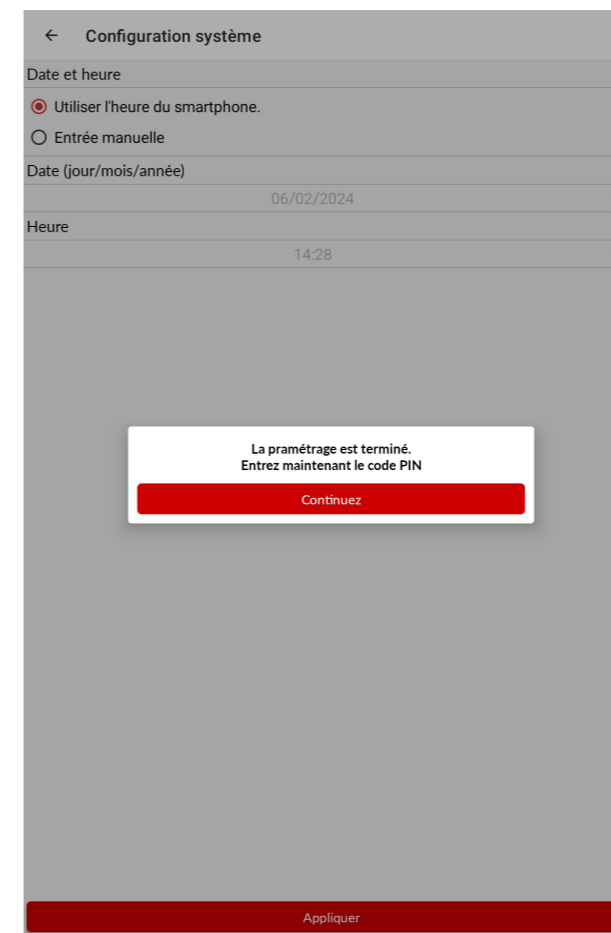 Configuration système
Date et heure
Utiliser l'heure du smartphone.
Entrée manuelle
Date (jour/mois/année)
06/02/2024
Heure
14:28
La pramétrage est terminé.
Entrez maintenant le code PIN
Continuez
Appliquer